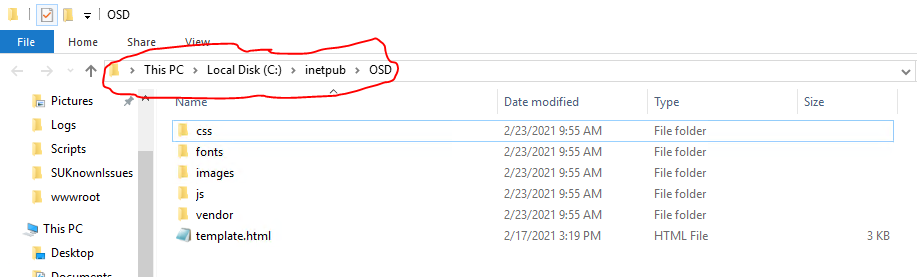 OSD
File Home Share View
This PC Local Disk (C:) inetpub OSD
Pictures
Logs
Scripts
SUKnownIssues
wwwroot
This PC
Desktop
Documents
Name Date modified Type Size
css 2/23/2021 9:55 AM File folder
fonts 2/23/2021 9:55 AM File folder
images 2/23/2021 9:55 AM File folder
js 2/23/2021 9:55 AM File folder
vendor 2/23/2021 9:55 AM File folder
template.html 2/17/2021 3:19 PM HTML File 3 KB